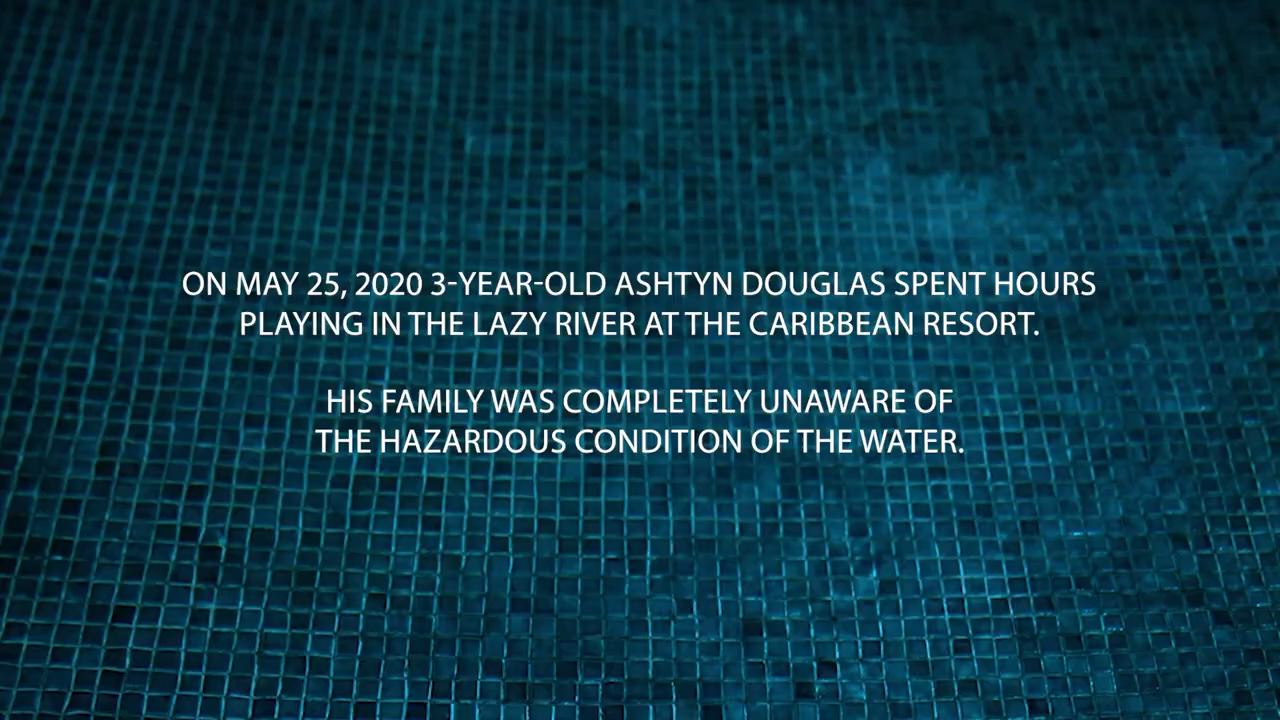 ON MAY 25, 2020 3-YEAR-OLD ASHTYN DOUGLAS SPENT HOURS
PLAYING IN THE LAZY RIVER AT THE CARIBBEAN RESORT.
HIS FAMILY WAS COMPLETELY UNAWARE OF
THE HAZARDOUS CONDITION OF THE WATER.